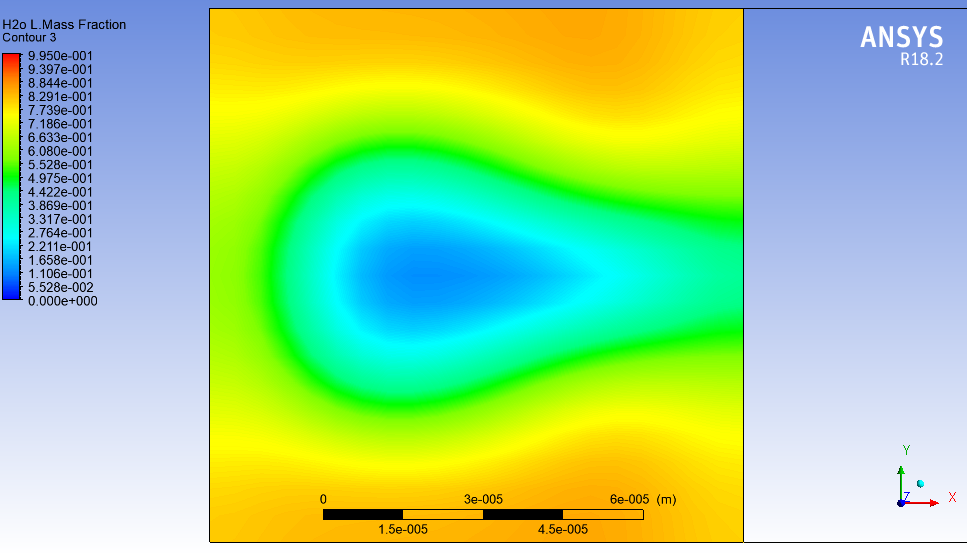 H2o L.Mass Fraction
Contour 3
9.950e-001
9.397e-001
8.844e-001
8.291e-001
7.739e-001
7.186e-001
6.633e-001
6.080e-001
5.528e-001
4.975e-001
4.422e-001
3.869e-001
3.317e-001
2.764e-001
2.211e-001
1.658e-001
1.106e-001
5.528e-002
0.000e+000
ANSYS
R18.2
0 3e-005 6e-005 (m)
1.5e-005 4.5e-005
Y
Z X